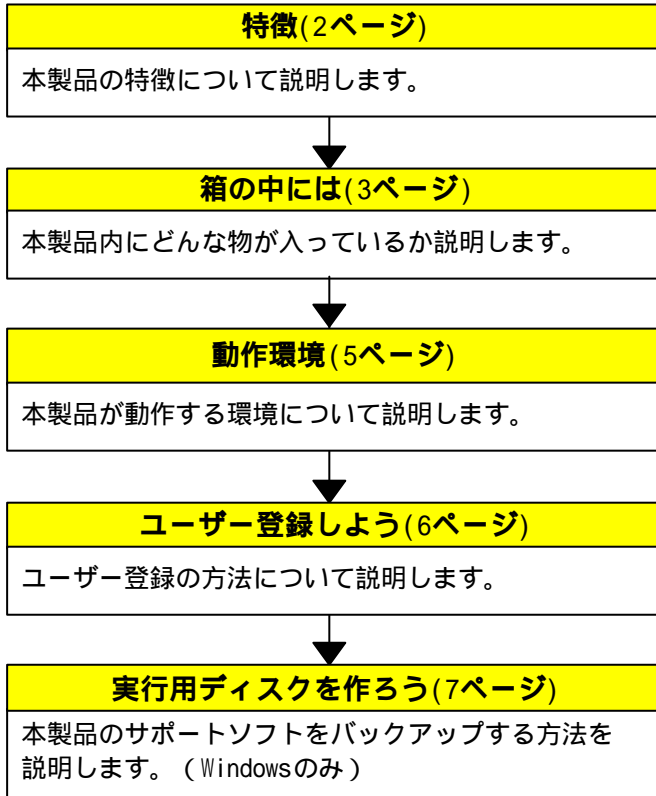 特徴(2ページ)
本製品の特徴について説明します。
箱の中には(3ページ)
本製品内にどんな物が入っているか説明します。
動作環境(5ページ)
本製品が動作する環境について説明します。
ユーザー登録しよう(6ページ)
ユーザー登録の方法について説明します。
実行用ディスクを作ろう(7ページ)
本製品のサポートソフトをバックアップする方法を
説明します。（Windowsのみ）